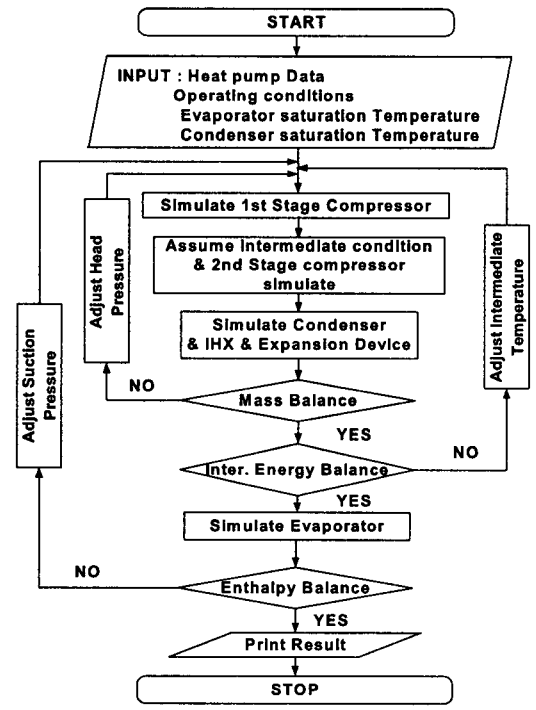 START
INPUT : Heat pump Data
Operating conditions
Evaporator saturation Temperature
Condenser saturation Temperature
Simulate 1st Stage Compressor
Assume intermediate condition
& 2nd Stage compressor
simulate
Adjust Head
Pressure
Adjust Intermediate
Temperature
Simulate Condenser
& IHX & Expansion Device
Adjust Suction
Pressure
NO
Mass Balance
YES
NO
Inter. Energy Balance
YES
Simulate Evaporator
NO
Enthalpy Balance
YES
Print Result
STOP